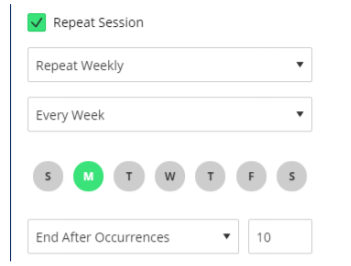 Repeat Session
Repeat Weekly
Every Week
S M T W T F S
End After Occurrences 10